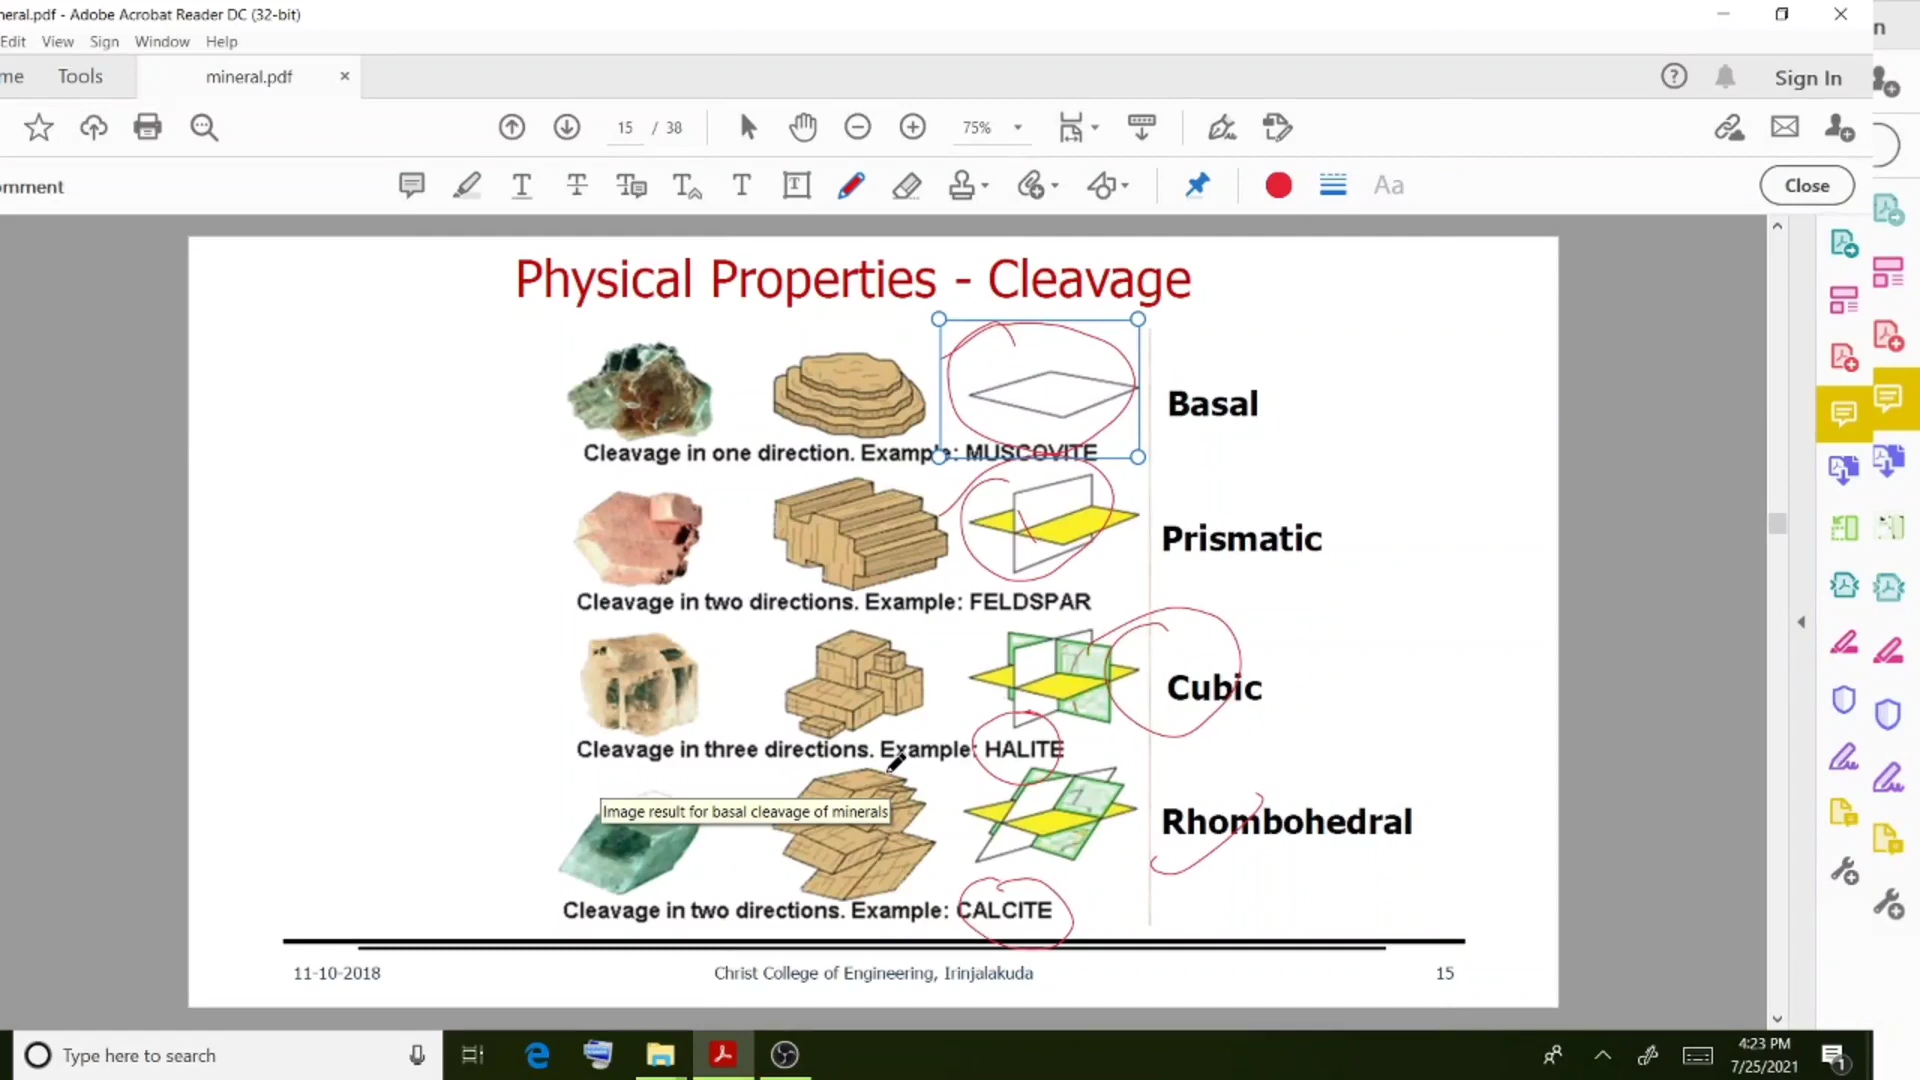 neral.pdf - Adobe Acrobat Reader DC (32-bit)
Edit View Sign Window Help
me Tools mineral.pdf × Sign In
n
15 / 38 75%
omment Aa Close
Physical Properties - Cleavage
Basal
Cleavage in one direction. Example: MUSCOVITE
Prismatic
Cleavage in two directions. Example: FELDSPAR
Cubic
Cleavage in three directions. Example: HALITE
Image result for basal cleavage of minerals
Rhombohedral
Cleavage in two directions. Example: CALCITE
11-10-2018 Christ College of Engineering, Irinjalakuda 15
Type here to search
4:23 PM
7/25/2021
1